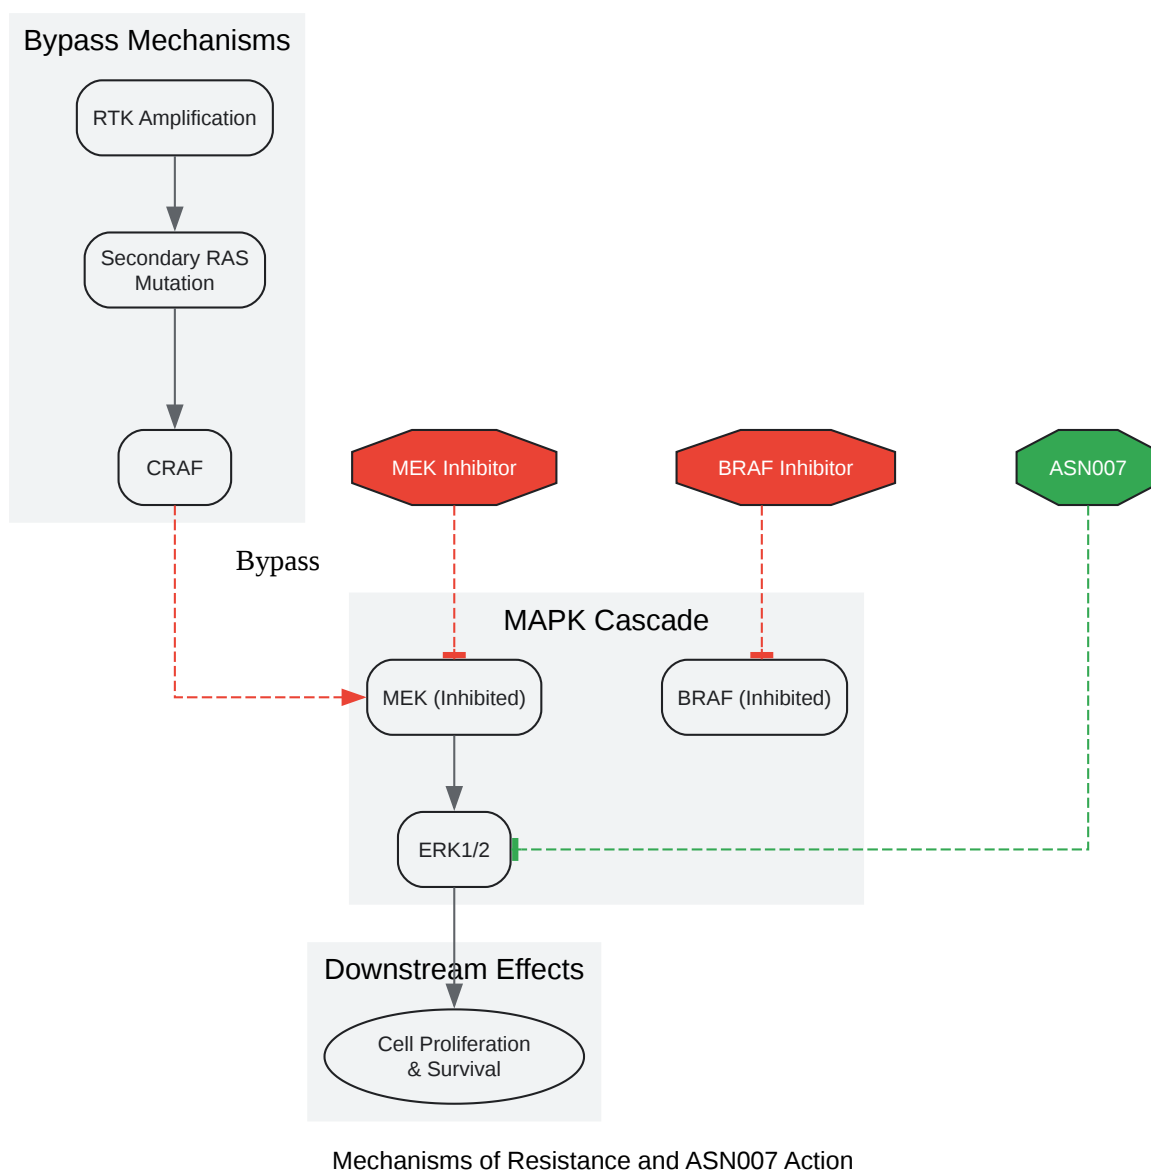 Bypass Mechanisms
RTK Amplification
Secondary RAS
Mutation
CRAF
MEK Inhibitor
BRAF Inhibitor
ASN007
Bypass
MAPK Cascade
MEK (Inhibited)
BRAF (Inhibited)
ERK1/2
Downstream Effects
Cell Proliferation
& Survival
Mechanisms of Resistance and ASN007 Action